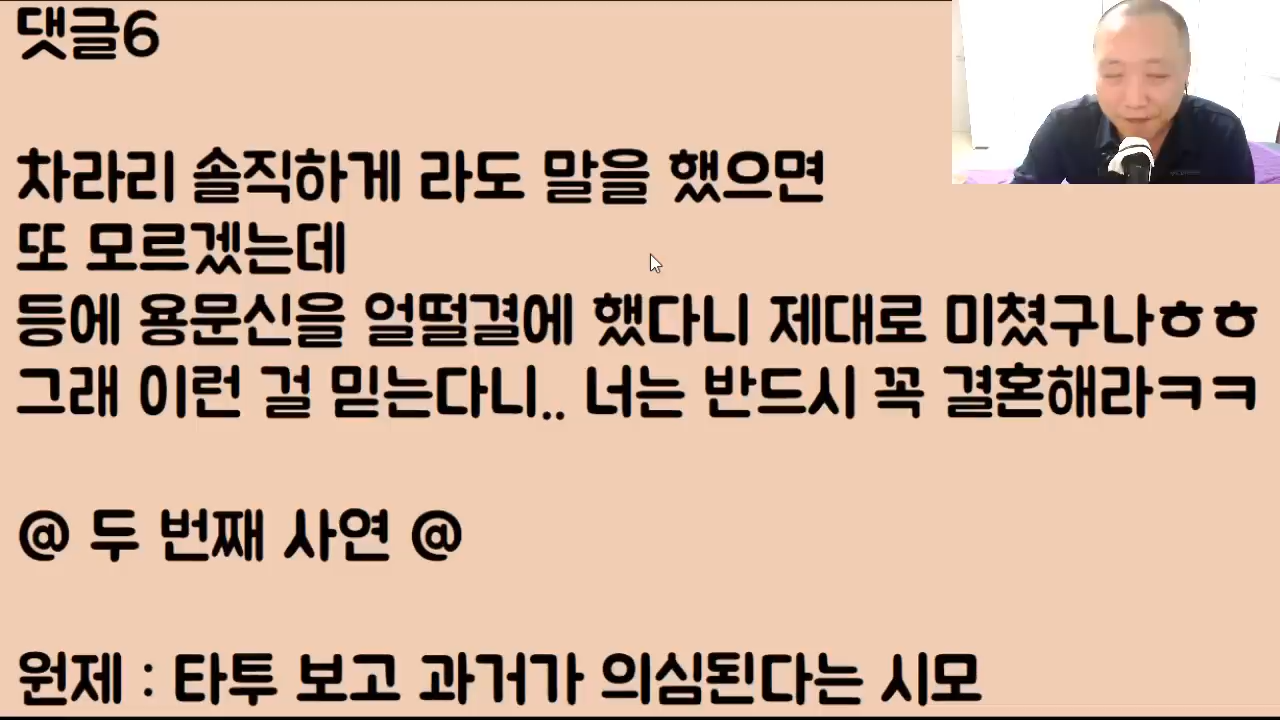 댓글6
차라리 솔직하게 라도 말을 했으면
또 모르겠는데
등에 용문신을 얼떨결에 했다니 제대로 미쳤구나ㅎㅎ
그래 이런 걸 믿는다니.. 너는 반드시 꼭 결혼해라ㅋㅋ
@ 두 번째 사연 @
원제 : 타투 보고 과거가 의심된다는 시모